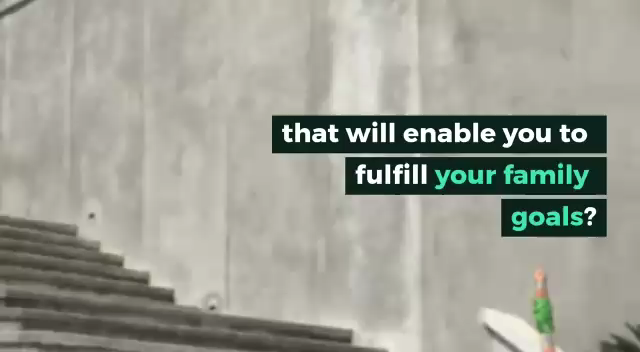 that will enable you to
fulfill your family
goals?